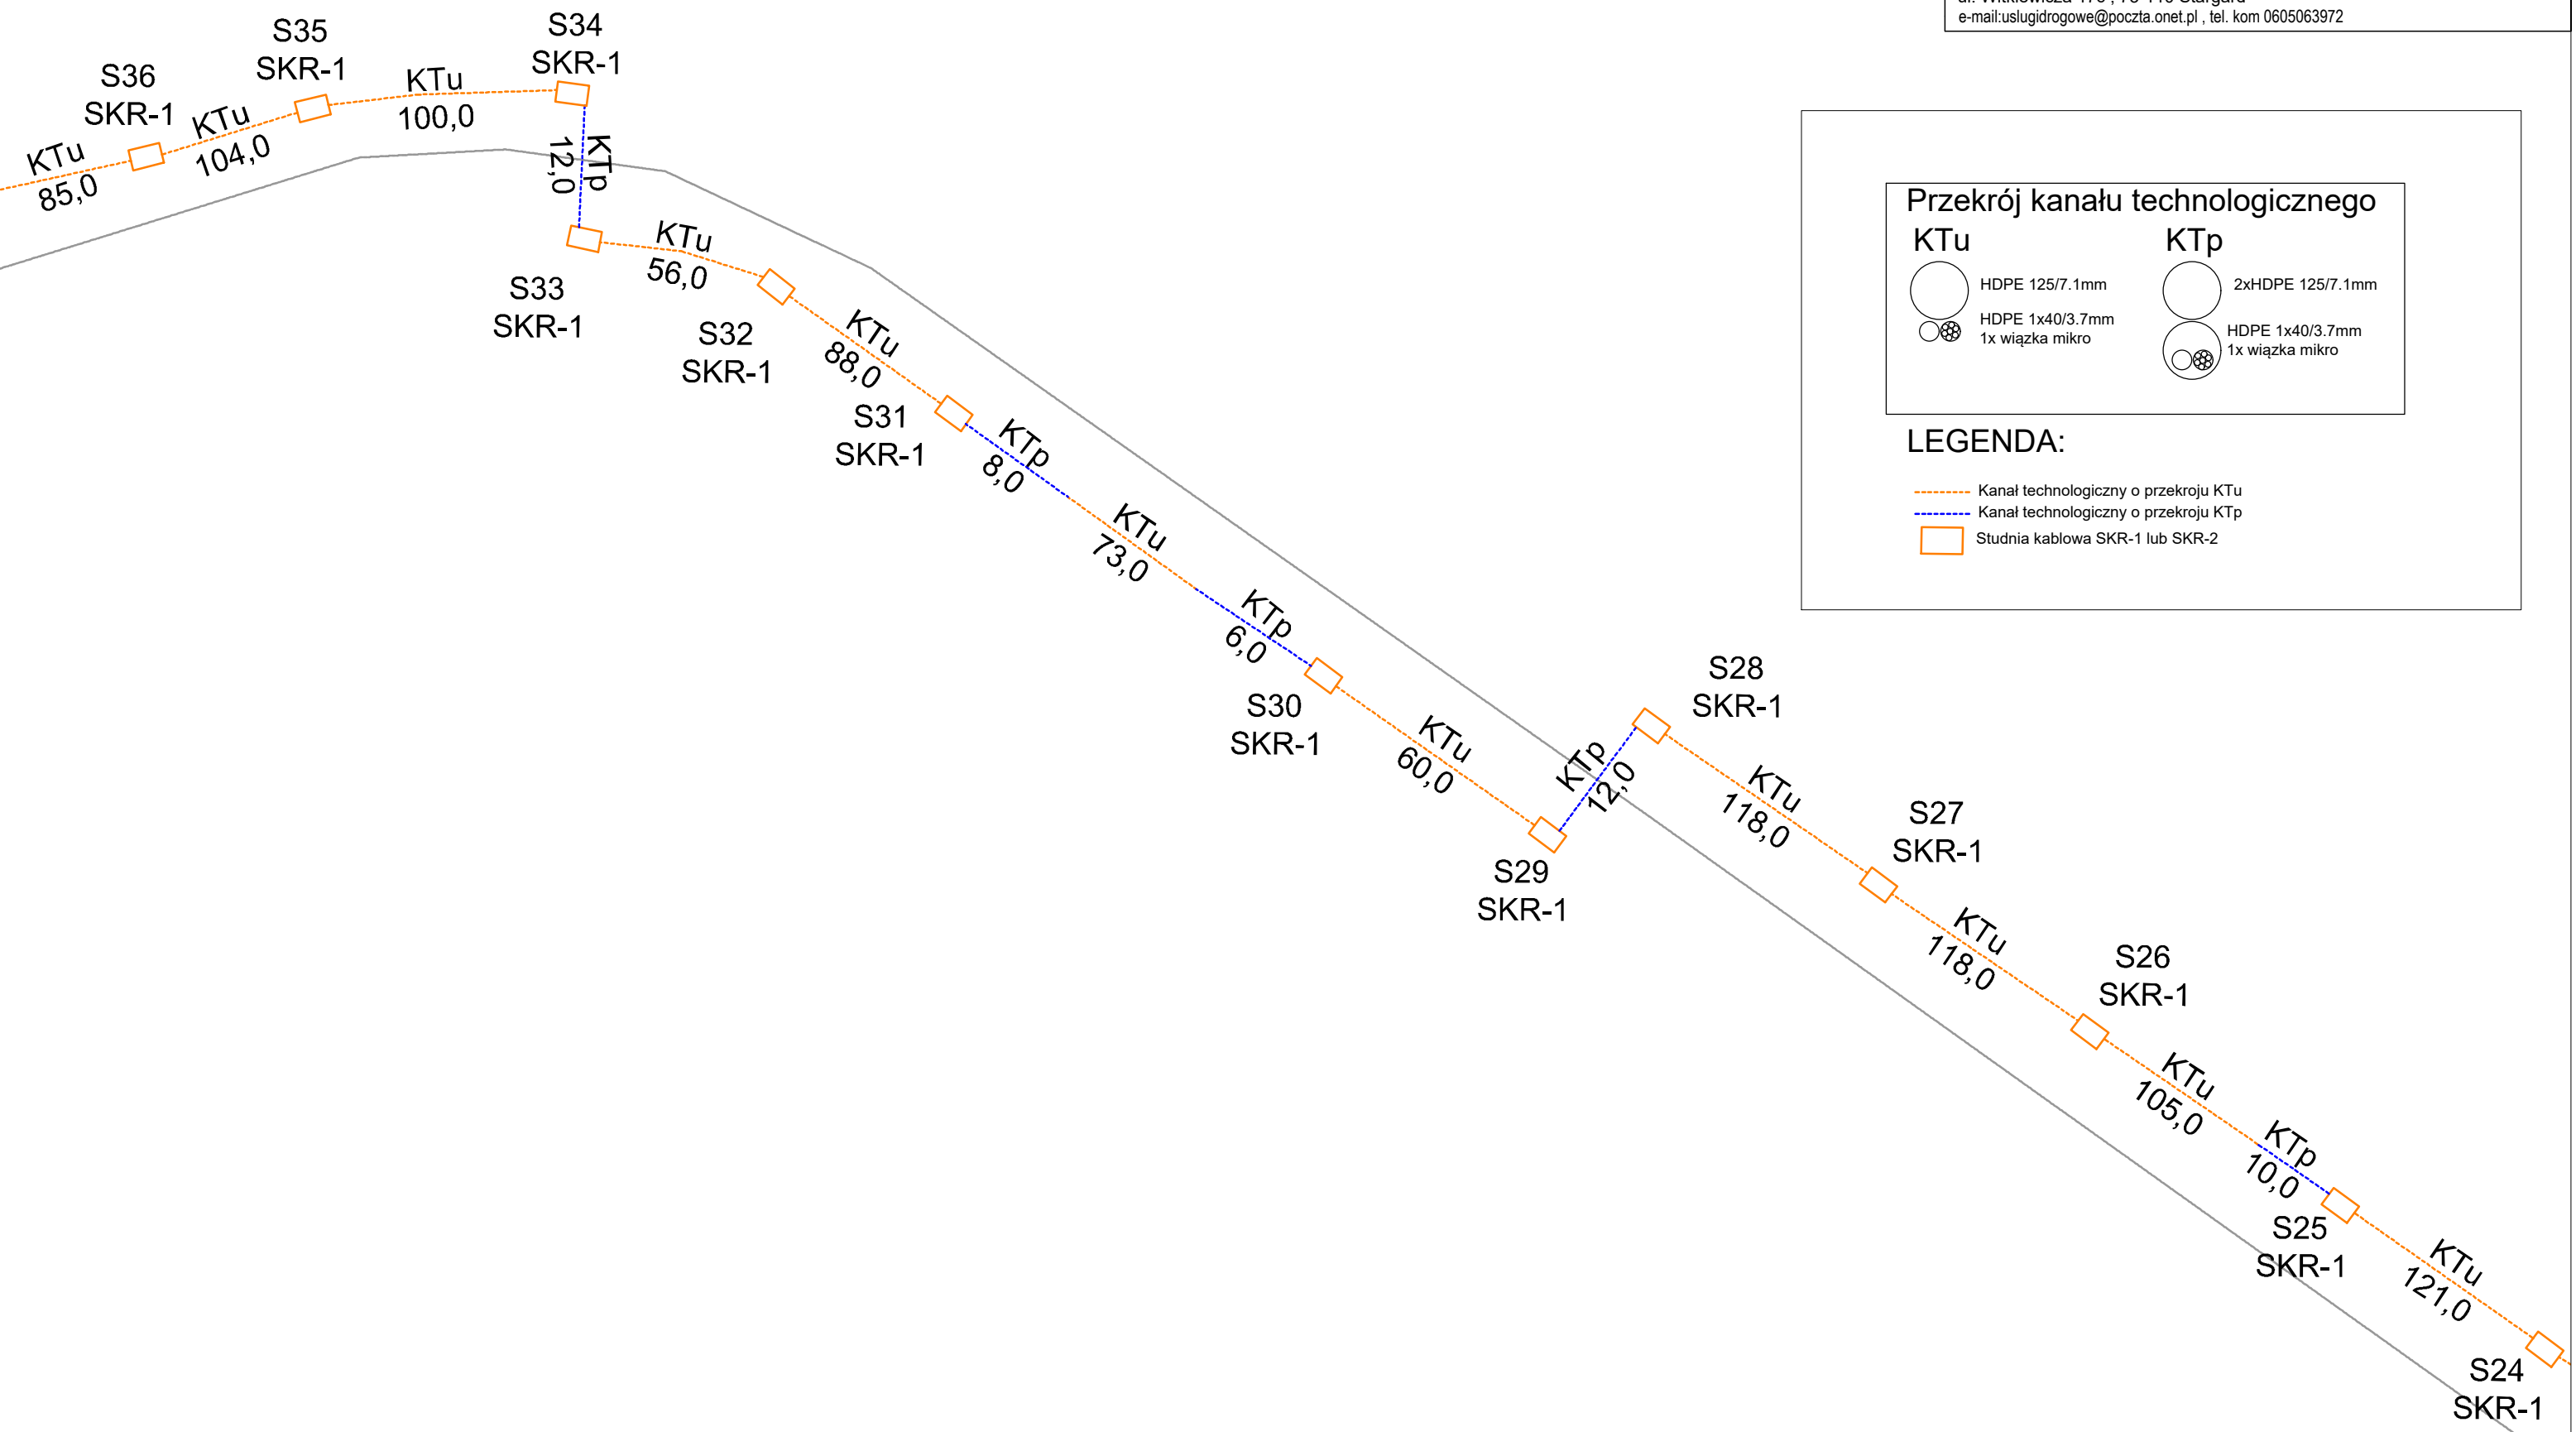 e-mail:uslugidrogowe@poczta.onet.pl , tel. kom 0605063972
S36
SKR-1
S35
SKR-1
S34
SKR-1
KTu
85,0
KTu
104,0
KTu
100,0
KTp
12,0
S33
SKR-1
KTu
56,0
S32
SKR-1
KTu
88,0
S31
SKR-1
KTp
8,0
KTu
73,0
KTp
6,0
S30
SKR-1
KTu
60,0
S29
SKR-1
KTp
12,0
S28
SKR-1
KTu
118,0
S27
SKR-1
KTu
118,0
S26
SKR-1
KTu
105,0
KTp
10,0
S25
SKR-1
KTu
121,0
S24
SKR-1
Przekrój kanału technologicznego
KTu
HDPE 125/7.1mm
HDPE 1x40/3.7mm
1x wiązka mikro
KTp
2xHDPE 125/7.1mm
HDPE 1x40/3.7mm
1x wiązka mikro
LEGENDA:
Kanał technologiczny o przekroju KTu
Kanał technologiczny o przekroju KTp
Studnia kablowa SKR-1 lub SKR-2